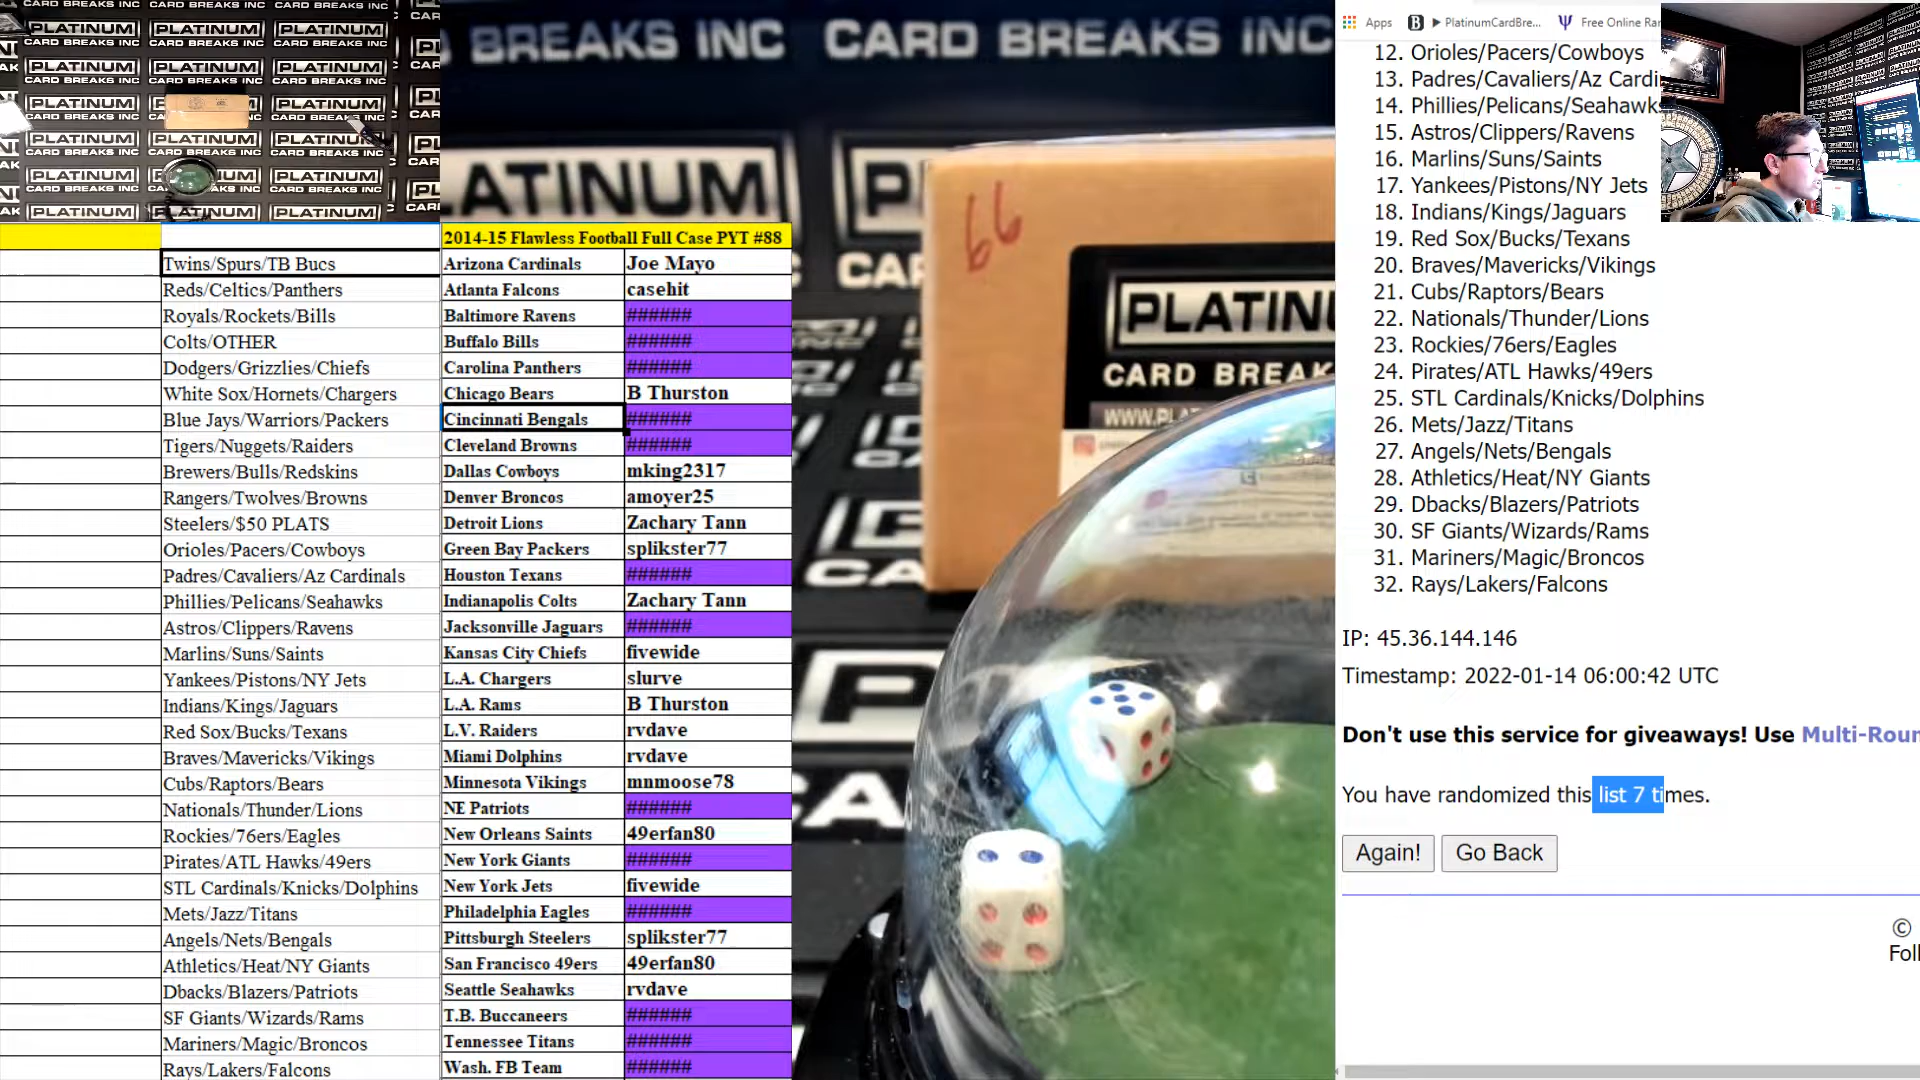 BREAKS INC CARD BREAKS INC
PLATINUM
CARD BREAKS INC
66
PLATINUM
CARD BREAK
WWW.PLAT
2014-15 Flawless Football Full Case PYT #88
Twins/Spurs/TB Bucs Arizona Cardinals Joe Mayo
Reds/Celtics/Panthers Atlanta Falcons casehit
Royals/Rockets/Bills Baltimore Ravens ######
Colts/OTHER Buffalo Bills ######
Dodgers/Grizzlies/Chiefs Carolina Panthers ######
White Sox/Hornets/Chargers Chicago Bears B Thurston
Blue Jays/Warriors/Packers Cincinnati Bengals ######
Tigers/Nuggets/Raiders Cleveland Browns ######
Brewers/Bulls/Redskins Dallas Cowboys mking2317
Rangers/Twolves/Browns Denver Broncos amoyer25
Steelers/$50 PLATS Detroit Lions Zachary Tann
Orioles/Pacers/Cowboys Green Bay Packers splikster77
Padres/Cavaliers/Az Cardinals Houston Texans ######
Phillies/Pelicans/Seahawks Indianapolis Colts Zachary Tann
Astros/Clippers/Ravens Jacksonville Jaguars ######
Marlins/Suns/Saints Kansas City Chiefs fivewide
Yankees/Pistons/NY Jets L.A. Chargers slurve
Indians/Kings/Jaguars L.A. Rams B Thurston
Red Sox/Bucks/Texans L.V. Raiders rvdave
Braves/Mavericks/Vikings Miami Dolphins rvdave
Cubs/Raptors/Bears Minnesota Vikings mnmoose78
Nationals/Thunder/Lions NE Patriots ######
Rockies/76ers/Eagles New Orleans Saints 49erfan80
Pirates/ATL Hawks/49ers New York Giants ######
STL Cardinals/Knicks/Dolphins New York Jets fivewide
Mets/Jazz/Titans Philadelphia Eagles ######
Angels/Nets/Bengals Pittsburgh Steelers splikster77
Athletics/Heat/NY Giants San Francisco 49ers 49erfan80
Dbacks/Blazers/Patriots Seattle Seahawks rvdave
SF Giants/Wizards/Rams T.B. Buccaneers ######
Mariners/Magic/Broncos Tennessee Titans ######
Rays/Lakers/Falcons Wash. FB Team ######
Apps PlatinumCardBre... Free Online Ran
12. Orioles/Pacers/Cowboys
13. Padres/Cavaliers/Az Cardi
14. Phillies/Pelicans/Seahawk
15. Astros/Clippers/Ravens
16. Marlins/Suns/Saints
17. Yankees/Pistons/NY Jets
18. Indians/Kings/Jaguars
19. Red Sox/Bucks/Texans
20. Braves/Mavericks/Vikings
21. Cubs/Raptors/Bears
22. Nationals/Thunder/Lions
23. Rockies/76ers/Eagles
24. Pirates/ATL Hawks/49ers
25. STL Cardinals/Knicks/Dolphins
26. Mets/Jazz/Titans
27. Angels/Nets/Bengals
28. Athletics/Heat/NY Giants
29. Dbacks/Blazers/Patriots
30. SF Giants/Wizards/Rams
31. Mariners/Magic/Broncos
32. Rays/Lakers/Falcons
IP: 45.36.144.146
Timestamp: 2022-01-14 06:00:42 UTC
Don't use this service for giveaways! Use Multi-Roun
You have randomized this list 7 times.
Again! Go Back
©
Foll